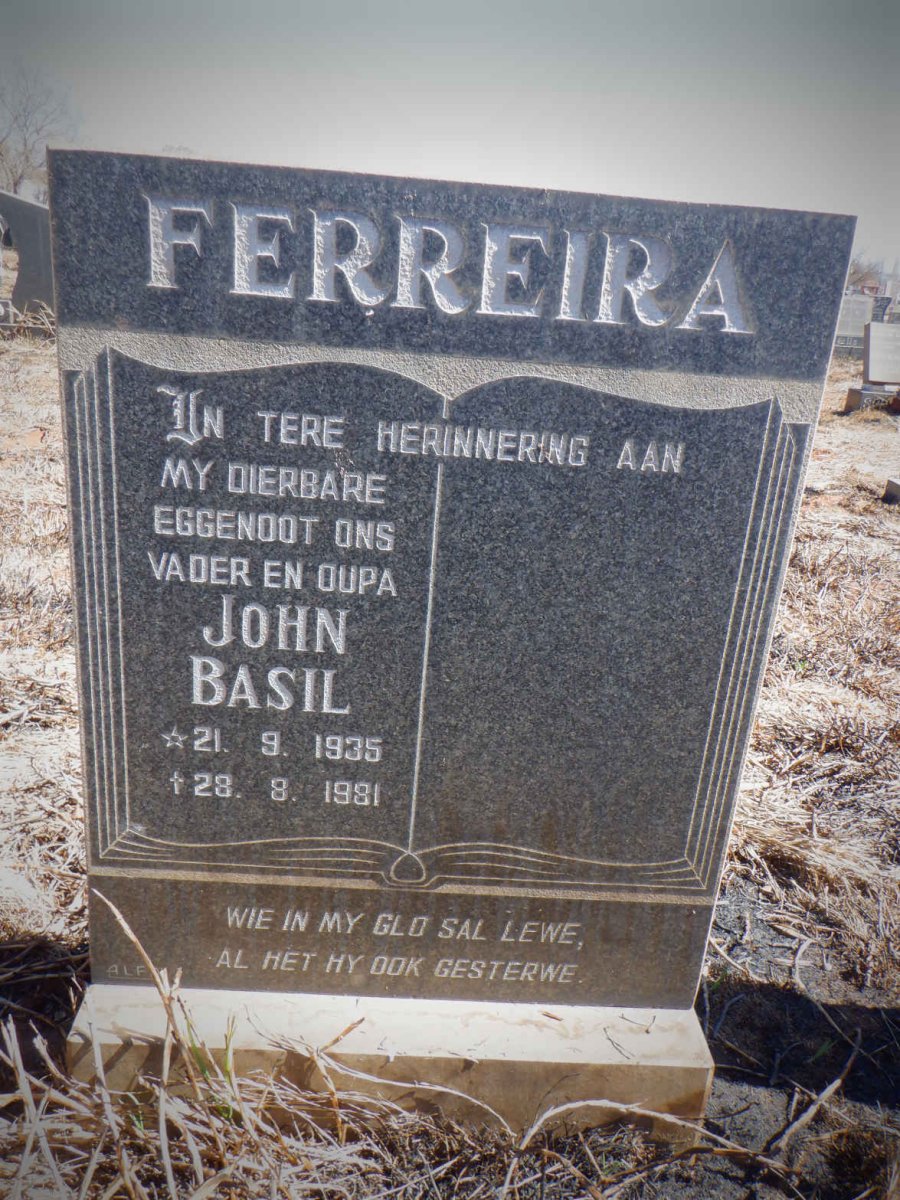 FERREIRA
IN TERE HERINNERING AAN
MY DIERBARE
EGGENOOT ONS
VADER EN OUPA
JOHN
BASIL
☆21. 9. 1935
†28. 8. 1981
WIE IN MY GLO SAL LEWE,
AL HET HY OOK GESTERWE.